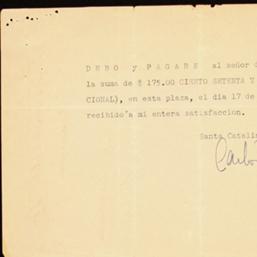 DEBO y PAGARE al señor
la suma de $ 175.00 CIENTO SETENTA Y
CIONAL), en esta plaza, el día 17 de
recibido a mi entera satisfaccion.
Santa Catali